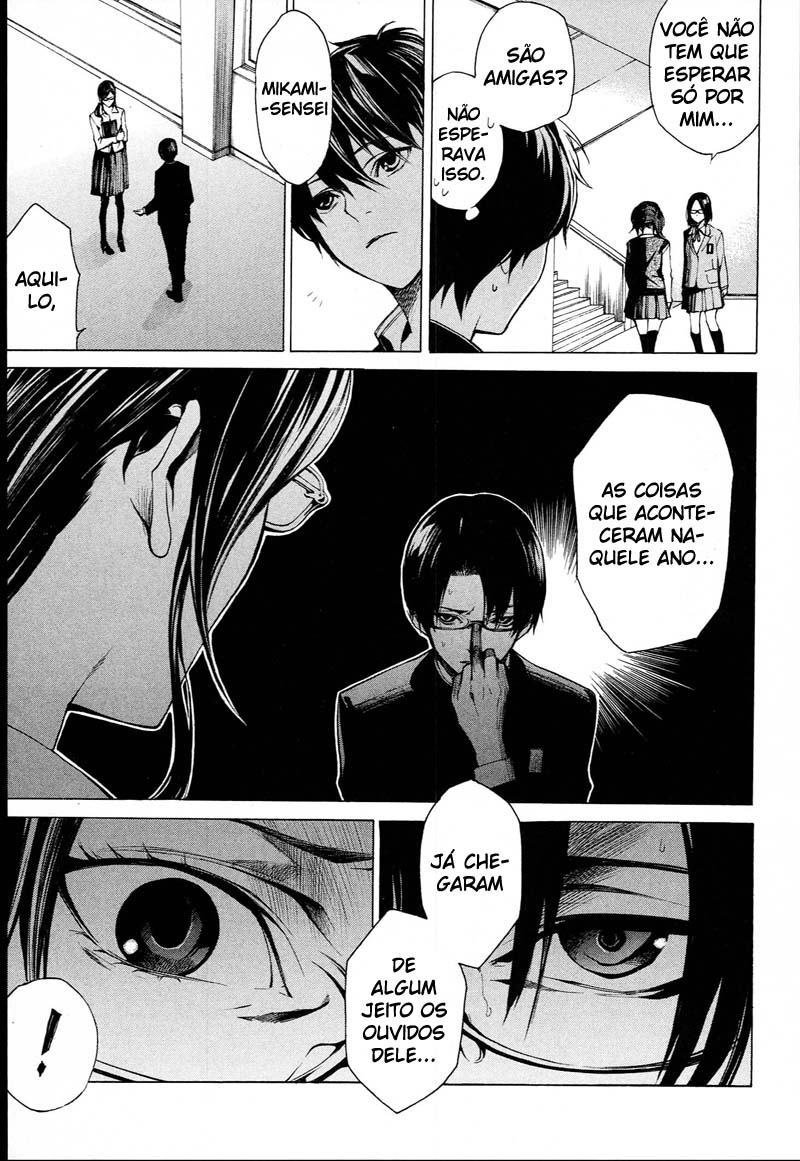 VOCÊ NÃO
TEM QUE
ESPERAR
SÓ POR
MIM...
SÃO
AMIGAS?
NÃO
ESPE-
RAVA
ISSO.
MIKAMI-
-SENSEI
AQUI-
LO,
AS COISAS
QUE ACONTE-
CERAM NA-
QUELE ANO...
JÁ CHE-
GARAM
DE
ALGUM
JEITO OS
OUVIDOS
DELE...
!